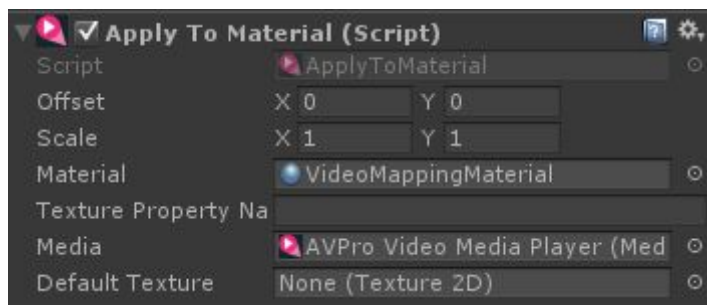 Apply To Material (Script)
Script ApplyToMaterial
Offset X 0 Y 0
Scale X 1 Y 1
Material VideoMappingMaterial
Texture Property Na
Media AVPro Video Media Player (Med
Default Texture None (Texture 2D)